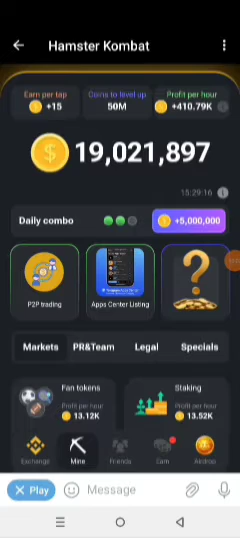 Hamster Kombat
Earn per tap
+15
Coins to level up
50M
Profit per hour
+410.79K
19,021,897
15:29:16
Daily combo
+5,000,000
P2P trading
Apps Center Listing
Markets
PR&Team
Legal
Specials
Fan tokens
Profit per hour
13.12K
Staking
Profit per hour
13.52K
Exchange
Mine
Friends
Earn
Airdrop
Play
Message